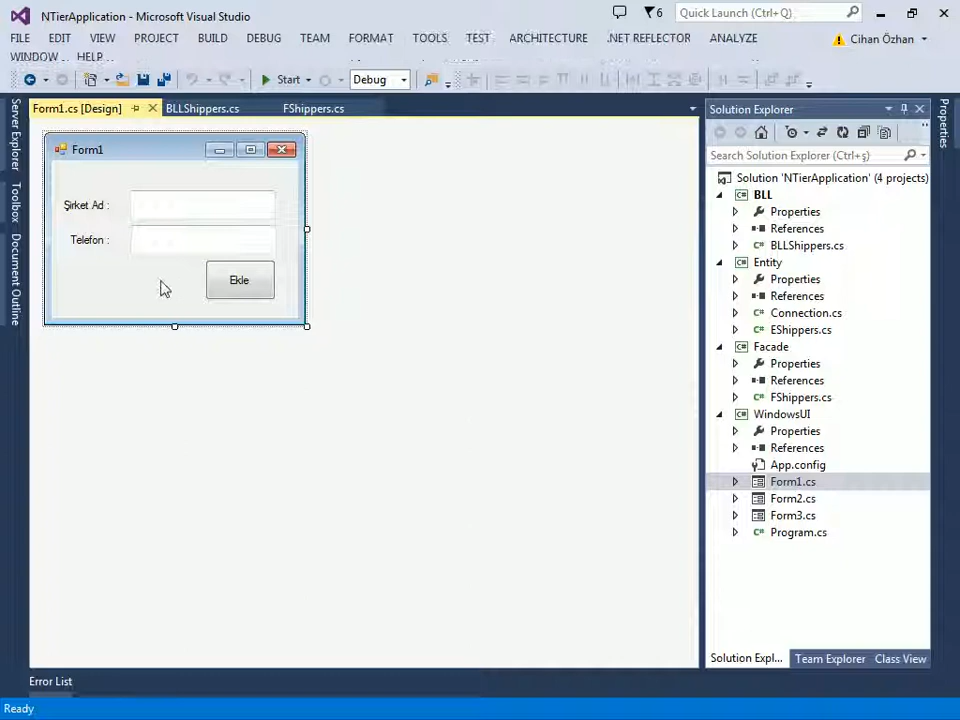 NTierApplication - Microsoft Visual Studio
6
Quick Launch (Ctrl+Q)
FILE EDIT VIEW PROJECT BUILD DEBUG TEAM FORMAT TOOLS TEST ARCHITECTURE .NET REFLECTOR ANALYZE
Cihan Özhan
WINDOW HELP
Start
Debug
Server Explorer
Toolbox
Document Outline
Form1.cs [Design]
BLLShippers.cs
FShippers.cs
Form1
Şirket Ad :
Telefon :
Ekle
Solution Explorer
Search Solution Explorer (Ctrl+ş)
Solution 'NTierApplication' (4 projects)
BLL
Properties
References
BLLShippers.cs
Entity
Properties
References
Connection.cs
EShippers.cs
Facade
Properties
References
FShippers.cs
WindowsUI
Properties
References
App.config
Form1.cs
Form2.cs
Form3.cs
Program.cs
Solution Expl...
Team Explorer
Class View
Properties
Error List
Ready